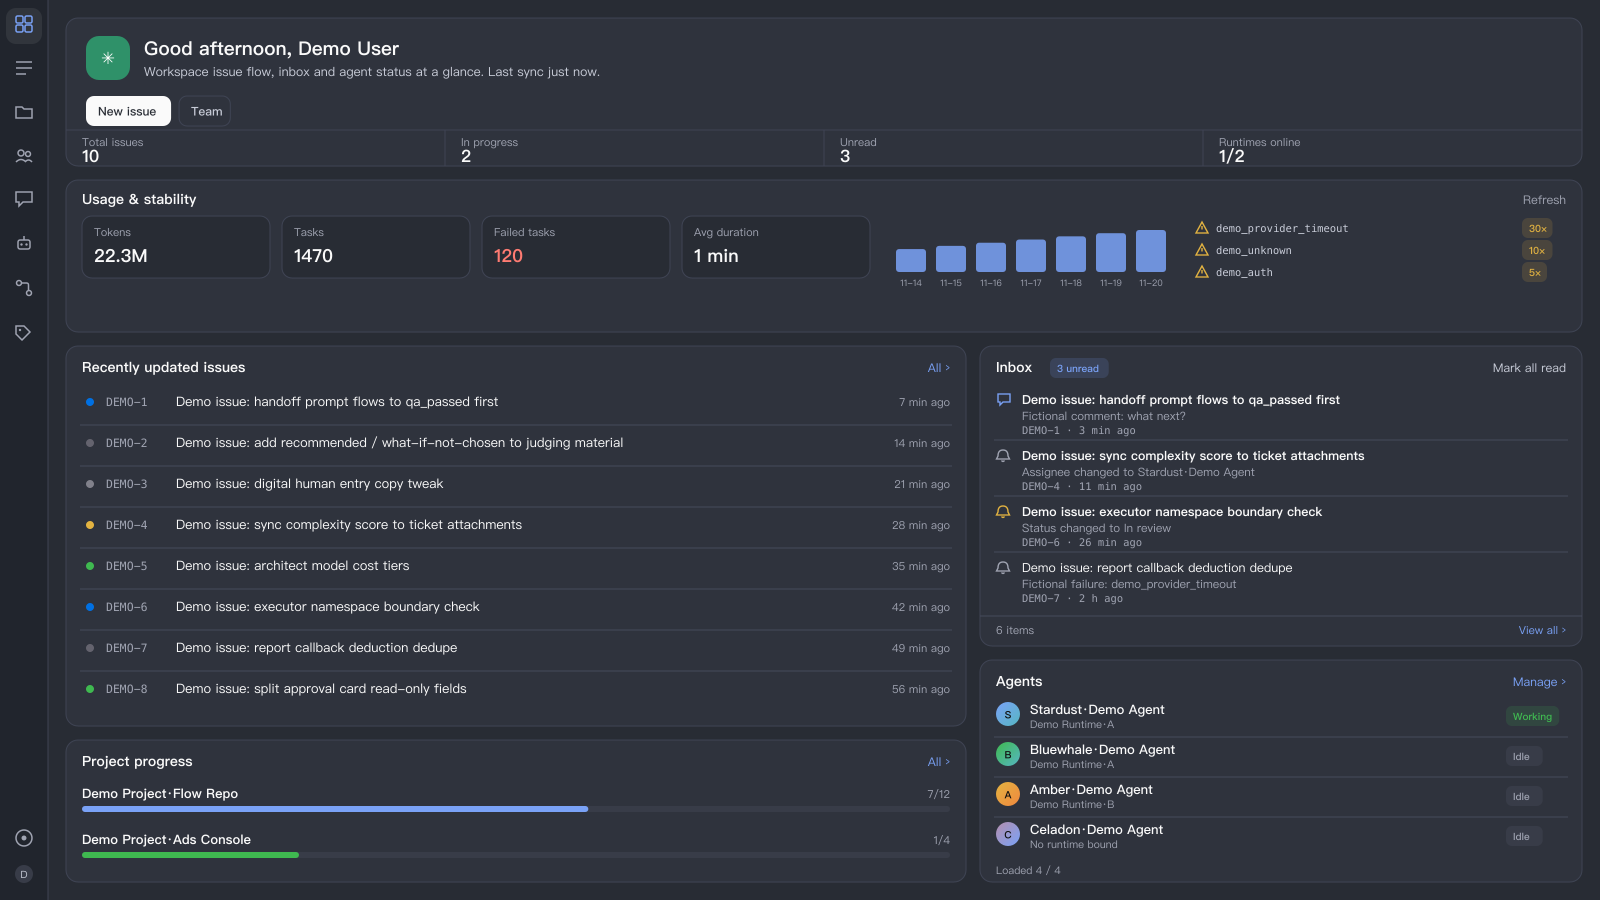 Good afternoon, Demo User
Workspace issue flow, inbox and agent status at a glance. Last sync just now.
New issue
Team
Total issues
10
In progress
2
Unread
3
Runtimes online
1/2
Usage & stability
Refresh
Tokens
22.3M
Tasks
1470
Failed tasks
120
Avg duration
1 min
11-14 11-15 11-16 11-17 11-18 11-19 11-20
demo_provider_timeout 30×
demo_unknown 10×
demo_auth 5×
Recently updated issues All ›
DEMO-1 Demo issue: handoff prompt flows to qa_passed first 7 min ago
DEMO-2 Demo issue: add recommended / what-if-not-chosen to judging material 14 min ago
DEMO-3 Demo issue: digital human entry copy tweak 21 min ago
DEMO-4 Demo issue: sync complexity score to ticket attachments 28 min ago
DEMO-5 Demo issue: architect model cost tiers 35 min ago
DEMO-6 Demo issue: executor namespace boundary check 42 min ago
DEMO-7 Demo issue: report callback deduction dedupe 49 min ago
DEMO-8 Demo issue: split approval card read-only fields 56 min ago
Project progress All ›
Demo Project·Flow Repo 7/12
Demo Project·Ads Console 1/4
Inbox 3 unread Mark all read
Demo issue: handoff prompt flows to qa_passed first
Fictional comment: what next?
DEMO-1 · 3 min ago
Demo issue: sync complexity score to ticket attachments
Assignee changed to Stardust·Demo Agent
DEMO-4 · 11 min ago
Demo issue: executor namespace boundary check
Status changed to In review
DEMO-6 · 26 min ago
Demo issue: report callback deduction dedupe
Fictional failure: demo_provider_timeout
DEMO-7 · 2 h ago
6 items View all ›
Agents Manage ›
S Stardust·Demo Agent Working
Demo Runtime·A
B Bluewhale·Demo Agent Idle
Demo Runtime·A
A Amber·Demo Agent Idle
Demo Runtime·B
C Celadon·Demo Agent Idle
No runtime bound
Loaded 4 / 4
D